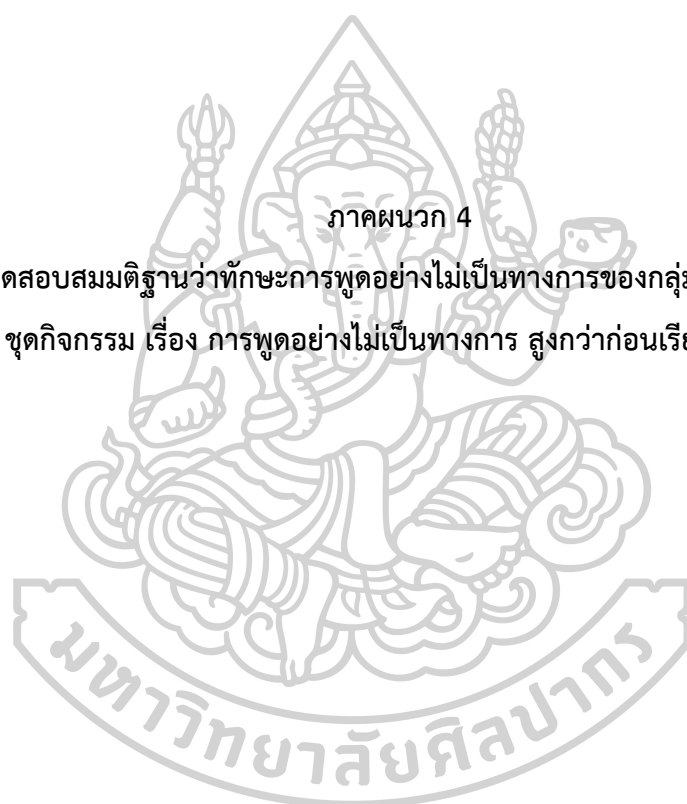 ภาคผนวก 4
ดสอบสมมติฐานว่าทักษะการพูดอย่างไม่เป็นทางการของกลุ่ม
ชุดกิจกรรม เรื่อง การพูดอย่างไม่เป็นทางการ สูงกว่าก่อนเรีย
มหาวิทยาลัยศิลปากร